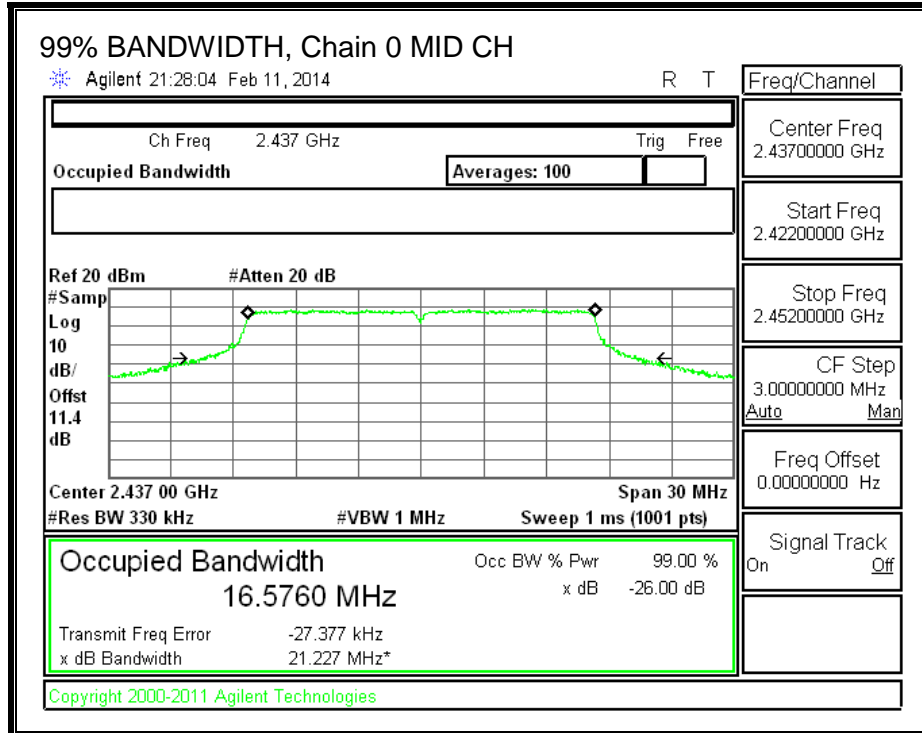 99% BANDWIDTH, Chain 0 MID CH
Agilent 21:28:04 Feb 11, 2014 R T
Freq/Channel
Ch Freq 2.437 GHz Trig Free
Occupied Bandwidth Averages: 100
Ref 20 dBm #Atten 20 dB
#Samp
Log
10
dB/
Offst
11.4
dB
Center 2.437 00 GHz Span 30 MHz
#Res BW 330 kHz #VBW 1 MHz Sweep 1 ms (1001 pts)
Occupied Bandwidth Occ BW % Pwr 99.00 %
16.5760 MHz x dB -26.00 dB
Transmit Freq Error -27.377 kHz
x dB Bandwidth 21.227 MHz*
Copyright 2000-2011 Agilent Technologies
Center Freq
2.43700000 GHz
Start Freq
2.42200000 GHz
Stop Freq
2.45200000 GHz
CF Step
3.00000000 MHz
Auto Man
Freq Offset
0.00000000 Hz
Signal Track
On Off